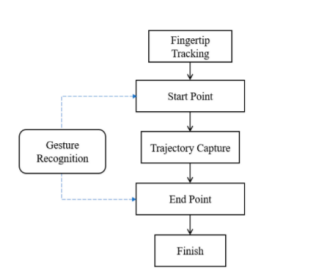 Fingertip
Tracking
Start Point
Gesture
Recognition
Trajectory Capture
End Point
Finish